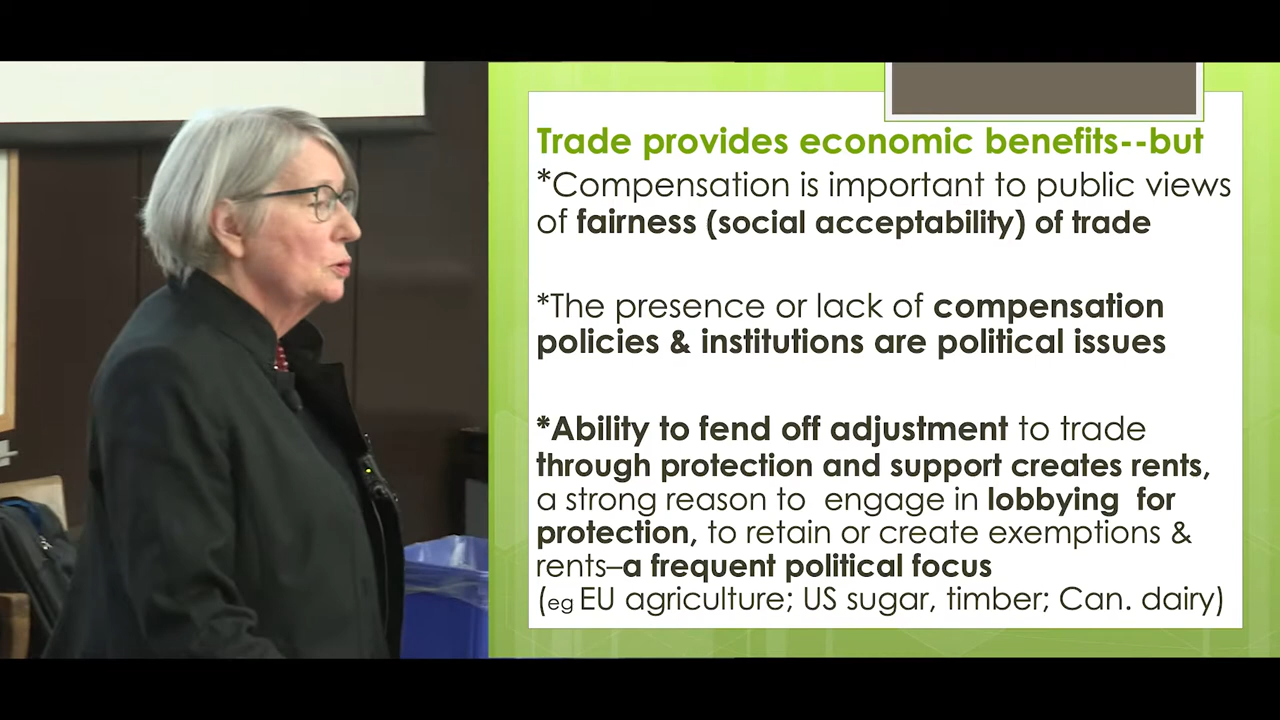 Trade provides economic benefits--but
*Compensation is important to public views
of fairness (social acceptability) of trade
*The presence or lack of compensation
policies & institutions are political issues
*Ability to fend off adjustment to trade
through protection and support creates rents,
a strong reason to engage in lobbying for
protection, to retain or create exemptions &
rents–a frequent political focus
(eg EU agriculture; US sugar, timber; Can. dairy)